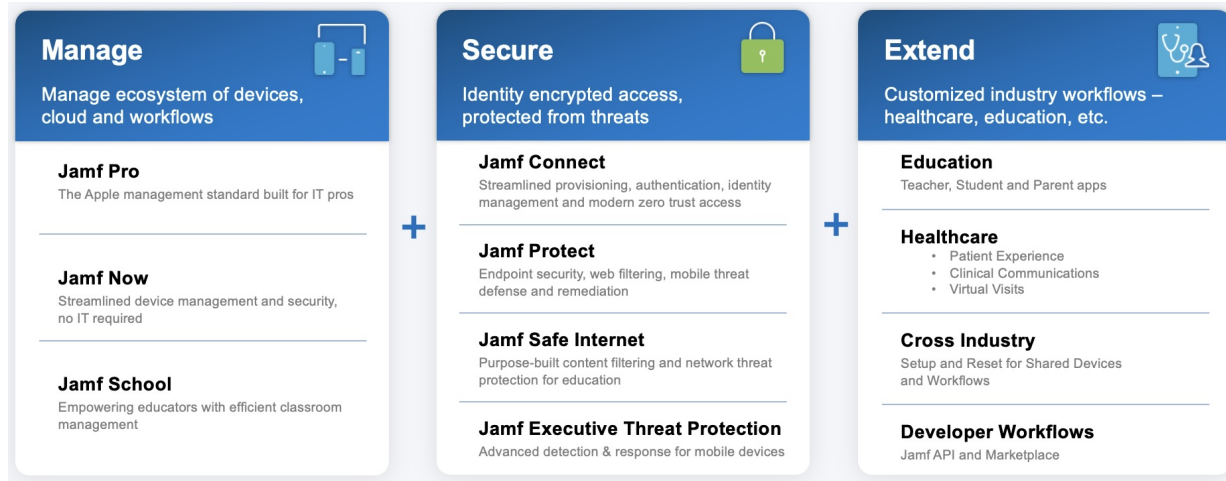 Manage
Manage ecosystem of devices,
cloud and workflows
Jamf Pro
The Apple management standard built for IT pros
Jamf Now
Streamlined device management and security,
no IT required
Jamf School
Empowering educators with efficient classroom
management
+
Secure
Identity encrypted access,
protected from threats
Jamf Connect
Streamlined provisioning, authentication, identity
management and modern zero trust access
Jamf Protect
Endpoint security, web filtering, mobile threat
defense and remediation
Jamf Safe Internet
Purpose-built content filtering and network threat
protection for education
Jamf Executive Threat Protection
Advanced detection & response for mobile devices
+
Extend
Customized industry workflows –
healthcare, education, etc.
Education
Teacher, Student and Parent apps
Healthcare
• Patient Experience
• Clinical Communications
• Virtual Visits
Cross Industry
Setup and Reset for Shared Devices
and Workflows
Developer Workflows
Jamf API and Marketplace